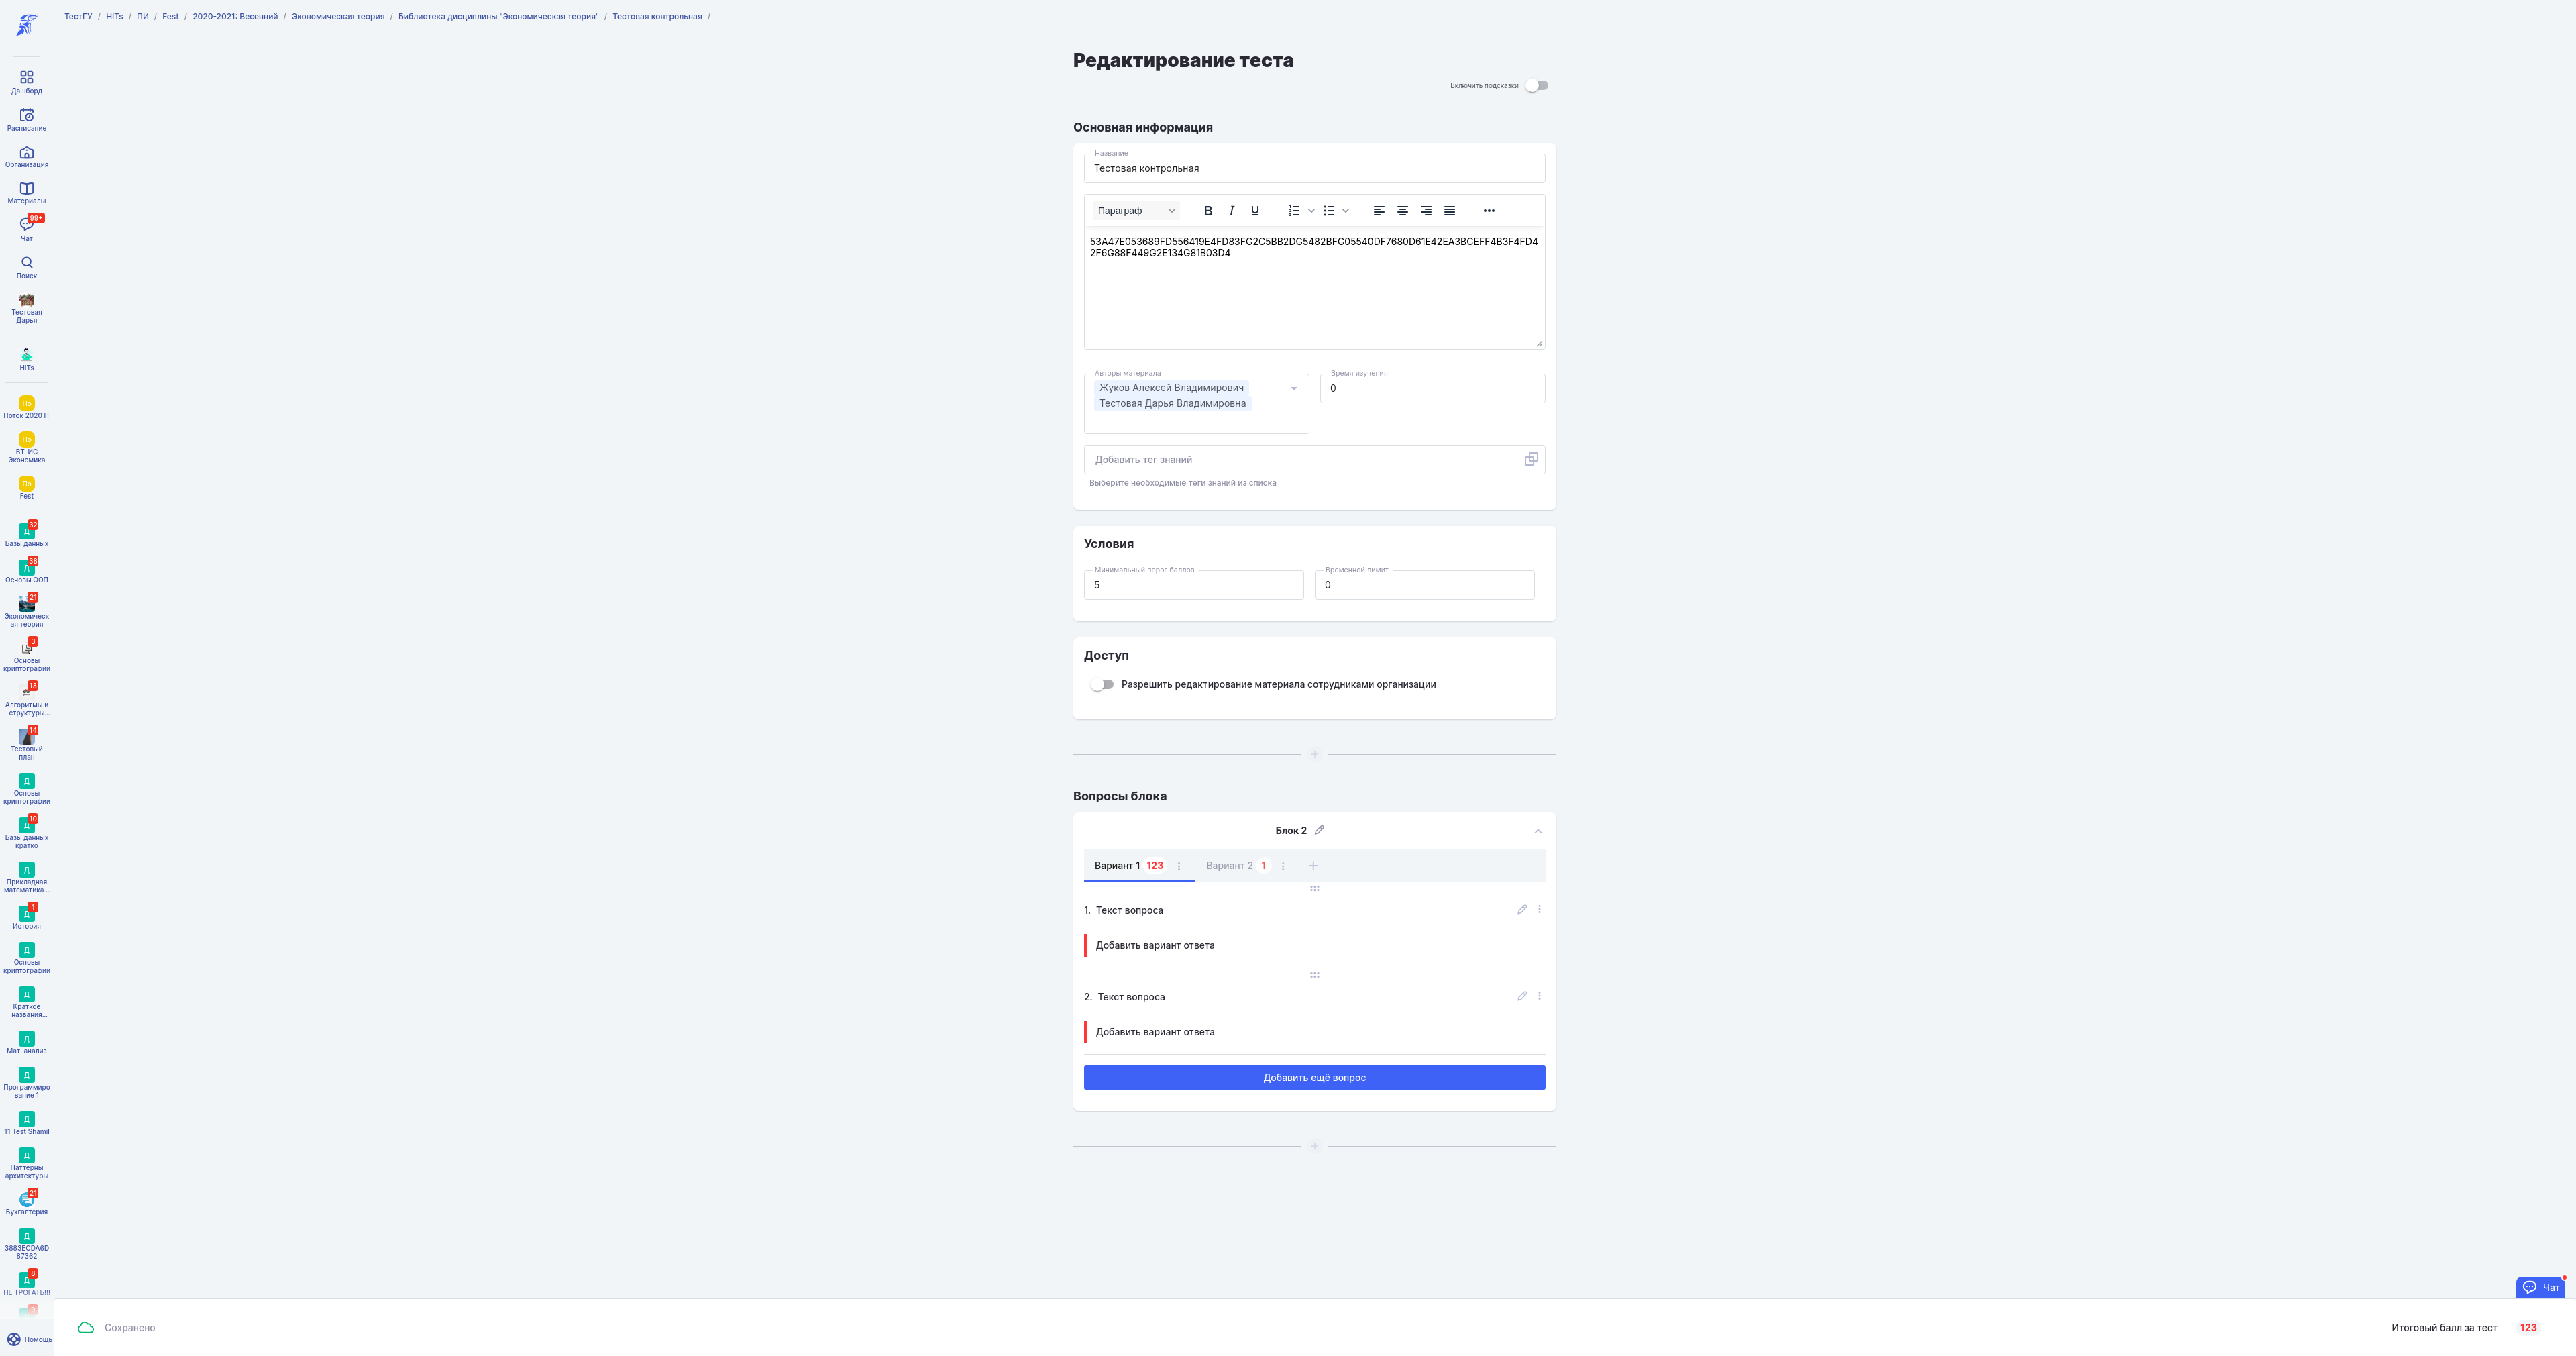 ТестГУ / HITs / ПИ / Fest / 2020-2021: Весенний / Экономическая теория / Библиотека дисциплины "Экономическая теория" / Тестовая контрольная /
Дашборд
Расписание
Организация
Материалы
99+
Чат
Поиск
Тестовая
Дарья
HITs
По
Поток 2020 IT
По
ВТ-ИС
Экономика
По
Fest
32
Д
Базы данных
38
Д
Основы ООП
21
Экономическ
ая теория
3
Основы
криптографии
13
Алгоритмы и
структуры...
14
Тестовый
план
Д
Основы
криптографии
10
Д
Базы данных
кратко
Д
Прикладная
математика ...
1
Д
История
Д
Основы
криптографии
Д
Краткое
названия...
Д
Мат. анализ
Д
Программиро
вание 1
Д
11 Test Shamil
Д
Паттерны
архитектуры
21
Бухгалтерия
Д
3883ECDA6D
87362
8
Д
НЕ ТРОГАТЬ!!!
Помощь
Редактирование теста
Включить подсказки
Основная информация
Название
Тестовая контрольная
Параграф B I U
53A47E053689FD556419E4FD83FG2C5BB2DG5482BFG05540DF7680D61E42EA3BCEFF4B3F4FD4
2F6G88F449G2E134G81B03D4
Авторы материала
Жуков Алексей Владимирович
Тестовая Дарья Владимировна
Время изучения
0
Добавить тег знаний
Выберите необходимые теги знаний из списка
Условия
Минимальный порог баллов
5
Временной лимит
0
Доступ
Разрешить редактирование материала сотрудниками организации
Вопросы блока
Блок 2
Вариант 1 123 Вариант 2 1
1. Текст вопроса
Добавить вариант ответа
2. Текст вопроса
Добавить вариант ответа
Добавить ещё вопрос
Чат
Сохранено
Итоговый балл за тест 123